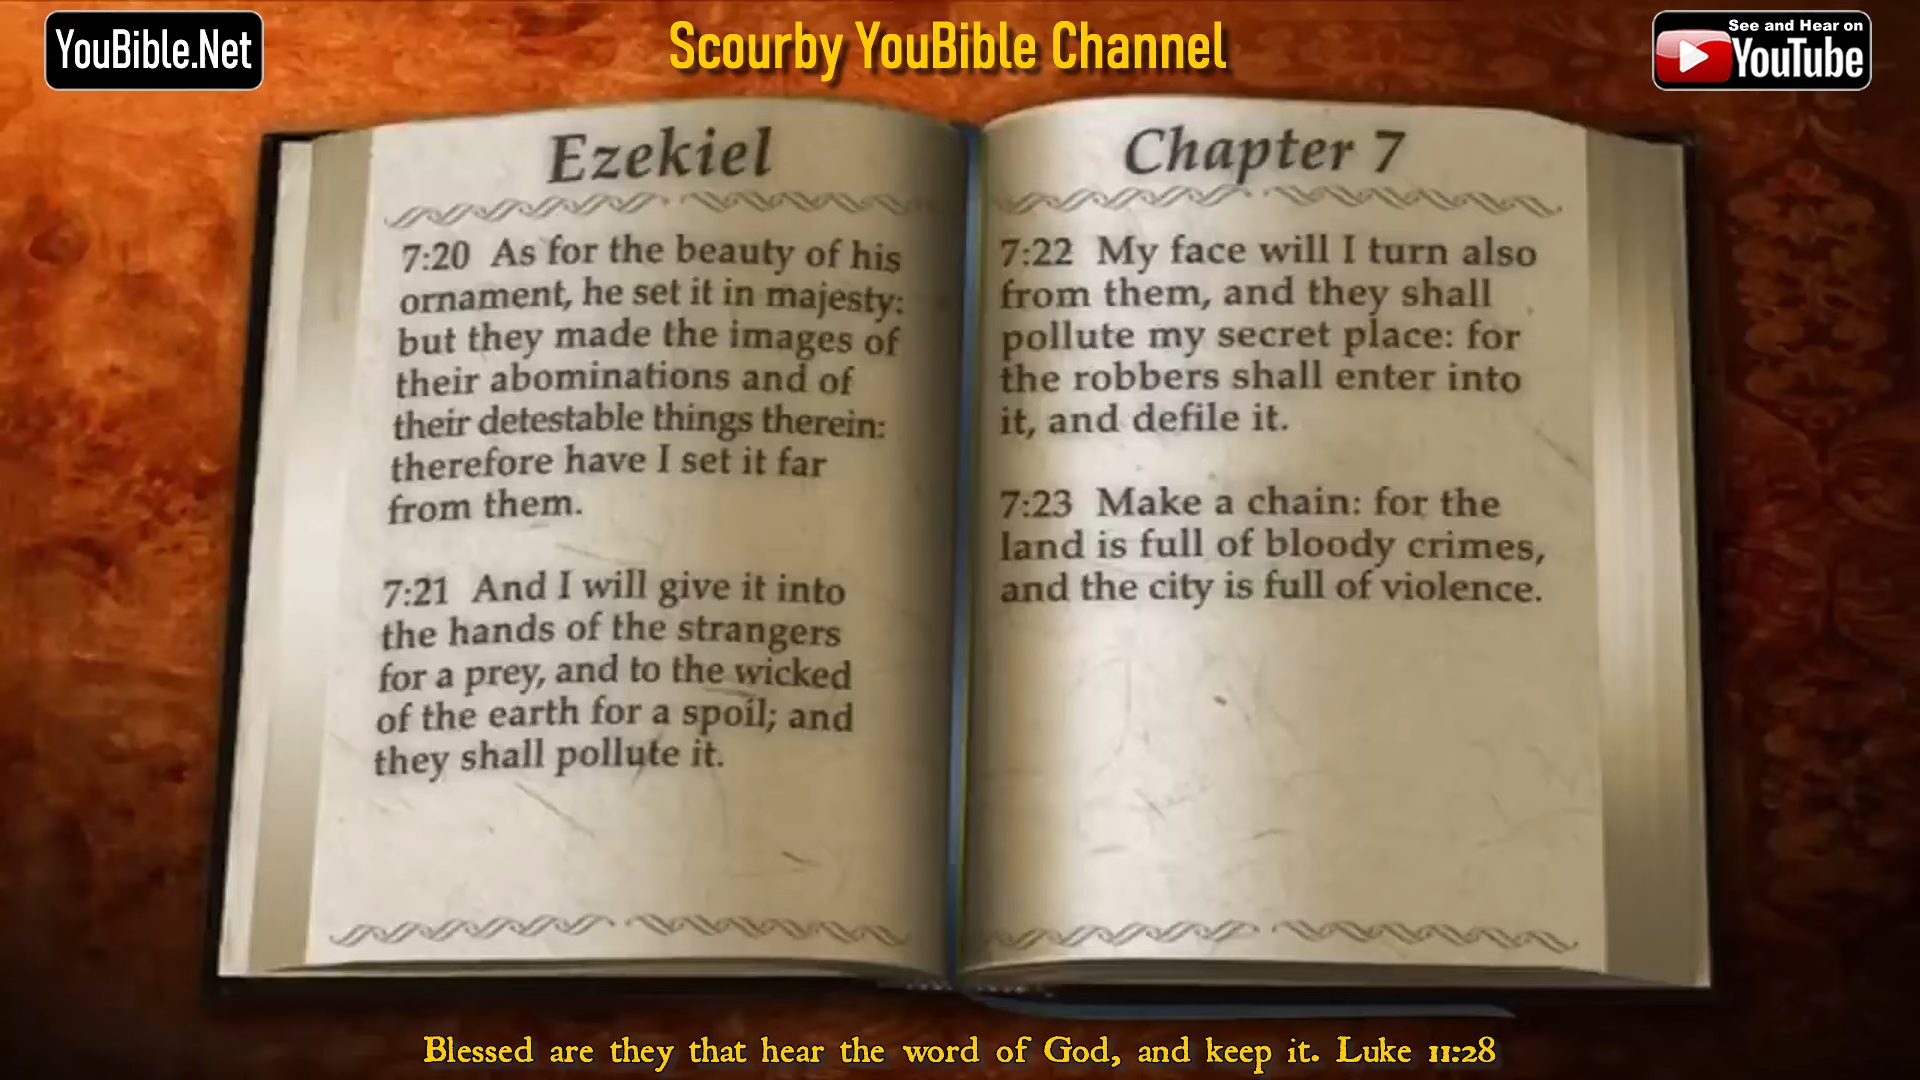 YouBible.Net
Scourby YouBible Channel
See and Hear on
YouTube
Ezekiel
7:20 As for the beauty of his
ornament, he set it in majesty:
but they made the images of
their abominations and of
their detestable things therein:
therefore have I set it far
from them.
7:21 And I will give it into
the hands of the strangers
for a prey, and to the wicked
of the earth for a spoil; and
they shall pollute it.
Chapter 7
7:22 My face will I turn also
from them, and they shall
pollute my secret place: for
the robbers shall enter into
it, and defile it.
7:23 Make a chain: for the
land is full of bloody crimes,
and the city is full of violence.
Blessed are they that hear the word of God, and keep it. Luke 11:28